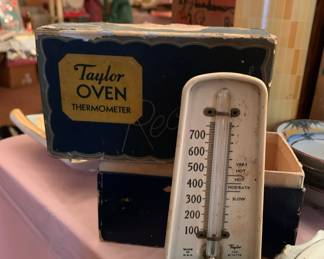 Taylor
OVEN
THERMOMETER
700
600
500
400
300
200
100
VERY
HOT
HOT
MODERATE
SLOW
Taylor